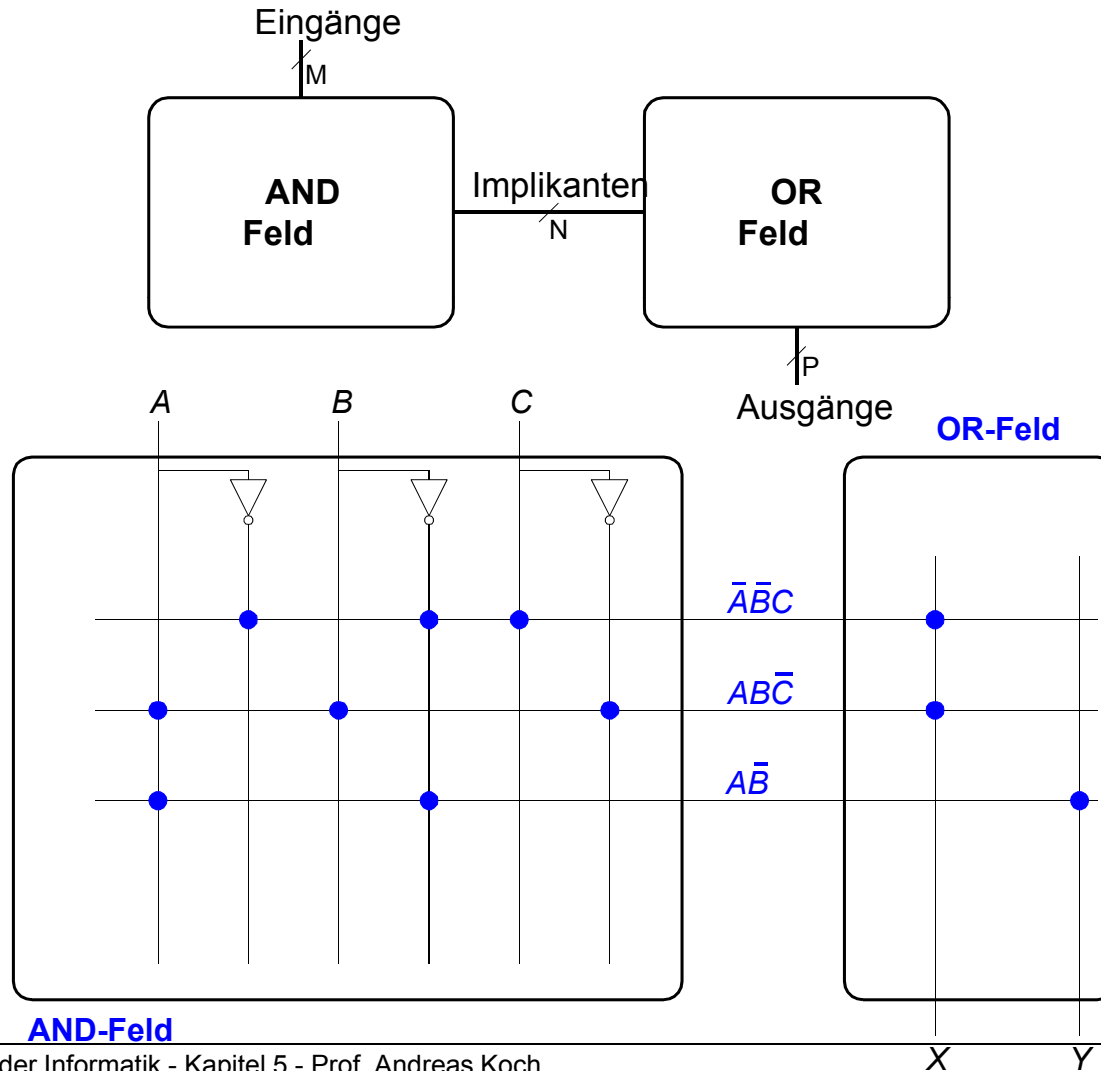 Eingänge
M
AND
Feld
Implikanten
N
OR
Feld
P
Ausgänge
A B C
OR-Feld
A̅B̅C
ABC̅
AB̅
AND-Feld
der Informatik - Kapitel 5 - Prof. Andreas Koch
X Y